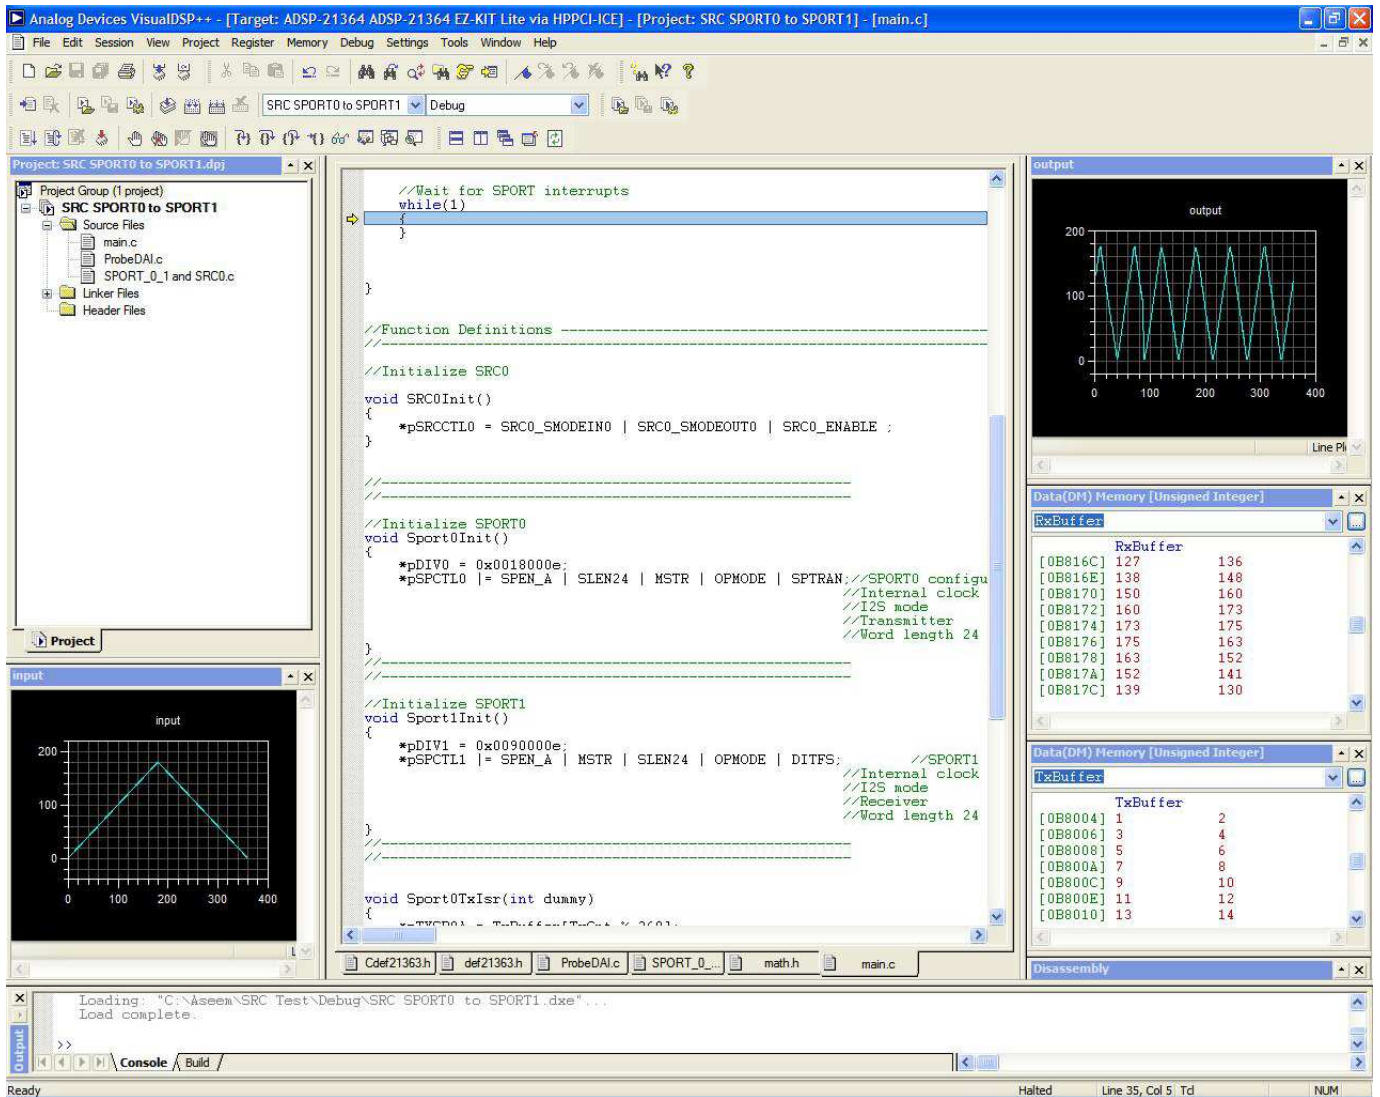 Analog Devices VisualDSP++ - [Target: ADSP-21364 ADSP-21364 EZ-KIT Lite via HPPCI-ICE] - [Project: SRC SPORT0 to SPORT1] - [main.c]
File Edit Session View Project Register Memory Debug Settings Tools Window Help
SRC SPORT0 to SPORT1 Debug
Project: SRC SPORT0 to SPORT1.dpj
Project Group (1 project)
SRC SPORT0 to SPORT1
Source Files
main.c
ProbeDAI.c
SPORT_0_1 and SRC0.c
Linker Files
Header Files
Project
input
input
200
100
0
0 100 200 300 400
//Wait for SPORT interrupts
while(1)
{
}
}
//Function Definitions ----------------------------------------------------
//-------------------------------------------------------------------------
//Initialize SRC0
void SRC0Init()
{
*pSRCCTL0 = SRC0_SMODEIN0 | SRC0_SMODEOUT0 | SRC0_ENABLE ;
}
//-------------------------------------------------------
//-------------------------------------------------------
//Initialize SPORT0
void Sport0Init()
{
*pDIV0 = 0x0018000e;
*pSPCTL0 |= SPEN_A | SLEN24 | MSTR | OPMODE | SPTRAN;//SPORT0 configu
//Internal clock
//I2S mode
//Transmitter
//Word length 24
}
//-------------------------------------------------------
//-------------------------------------------------------
//Initialize SPORT1
void Sport1Init()
{
*pDIV1 = 0x0090000e;
*pSPCTL1 |= SPEN_A | MSTR | SLEN24 | OPMODE | DITFS; //SPORT1
//Internal clock
//I2S mode
//Receiver
//Word length 24
}
//-------------------------------------------------------
//-------------------------------------------------------
void Sport0TxIsr(int dummy)
{
Cdef21363.h def21363.h ProbeDAI.c SPORT_0_... math.h main.c
output
output
200
100
0
0 100 200 300 400
Line Pl
Data(DM) Memory [Unsigned Integer]
RxBuffer
RxBuffer
[0B816C] 127 136
[0B816E] 138 148
[0B8170] 150 160
[0B8172] 160 173
[0B8174] 173 175
[0B8176] 175 163
[0B8178] 163 152
[0B817A] 152 141
[0B817C] 139 130
Data(DM) Memory [Unsigned Integer]
TxBuffer
TxBuffer
[0B8004] 1 2
[0B8006] 3 4
[0B8008] 5 6
[0B800A] 7 8
[0B800C] 9 10
[0B800E] 11 12
[0B8010] 13 14
Disassembly
Output
Loading: "C:\Aseem\SRC Test\Debug\SRC SPORT0 to SPORT1.dxe"...
Load complete.
>>
Console Build
Ready Halted Line 35, Col 5 Tcl NUM